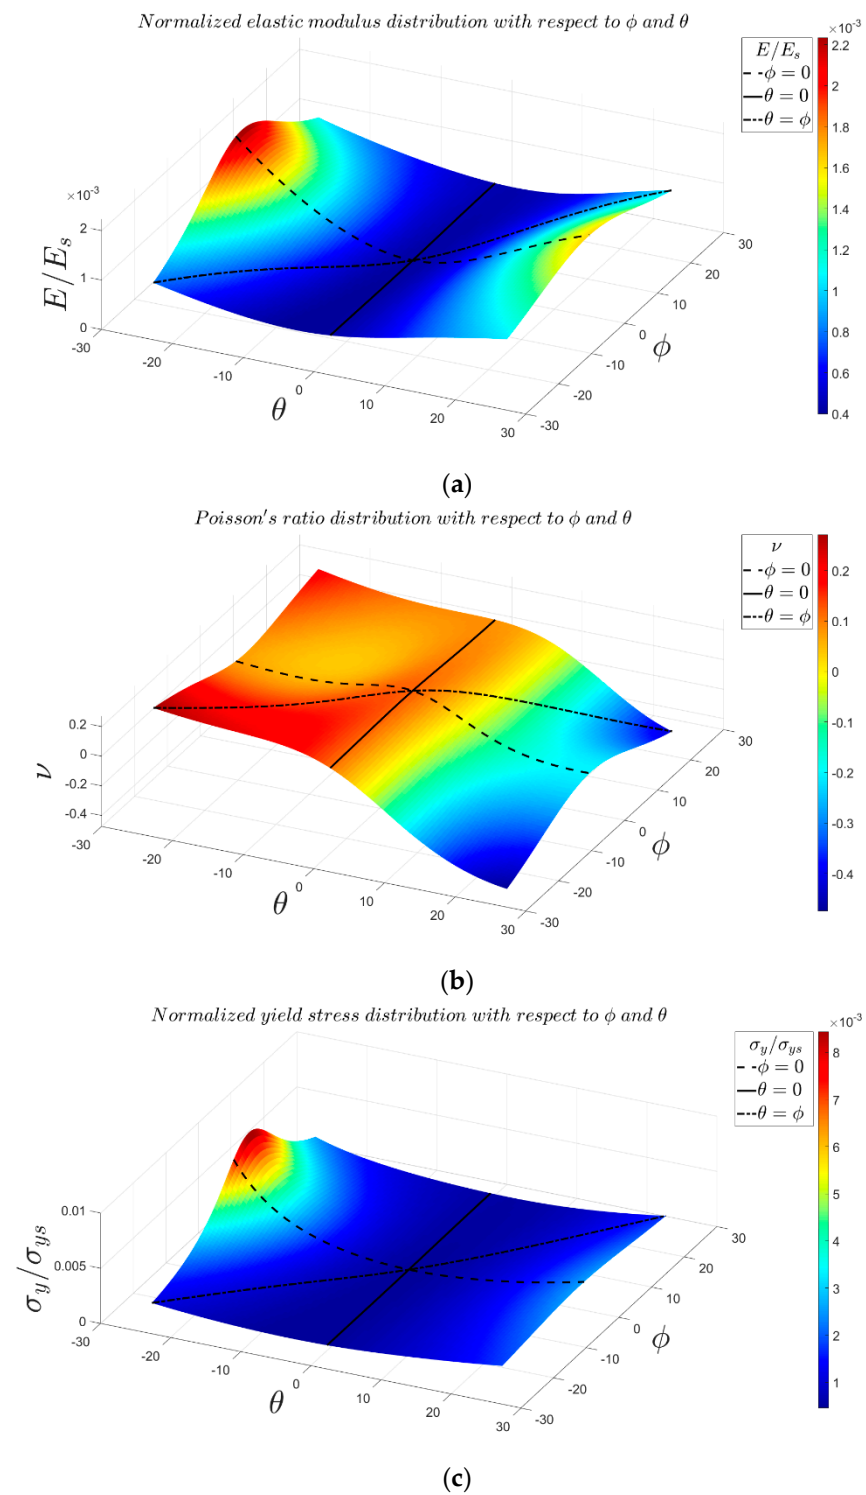 Normalized elastic modulus distribution with respect to ϕ and θ
×10⁻³
E/Eₛ
ϕ = 0
θ = 0
θ = ϕ
2.2
2
1.8
1.6
1.4
1.2
1
0.8
0.6
0.4
×10⁻³
2
1
0
E/Eₛ
-30
-20
-10
0
10
20
30
θ
-30
-20
-10
0
10
20
30
ϕ
(a)
Poisson's ratio distribution with respect to ϕ and θ
ν
ϕ = 0
θ = 0
θ = ϕ
0.2
0.1
0
-0.1
-0.2
-0.3
-0.4
0.2
0
-0.2
-0.4
ν
-30
-20
-10
0
10
20
30
θ
-30
-20
-10
0
10
20
30
ϕ
(b)
Normalized yield stress distribution with respect to ϕ and θ
×10⁻³
σ_y/σ_ys
ϕ = 0
θ = 0
θ = ϕ
8
7
6
5
4
3
2
1
0.01
0.005
0
σ_y/σ_ys
-30
-20
-10
0
10
20
30
θ
-30
-20
-10
0
10
20
30
ϕ
(c)